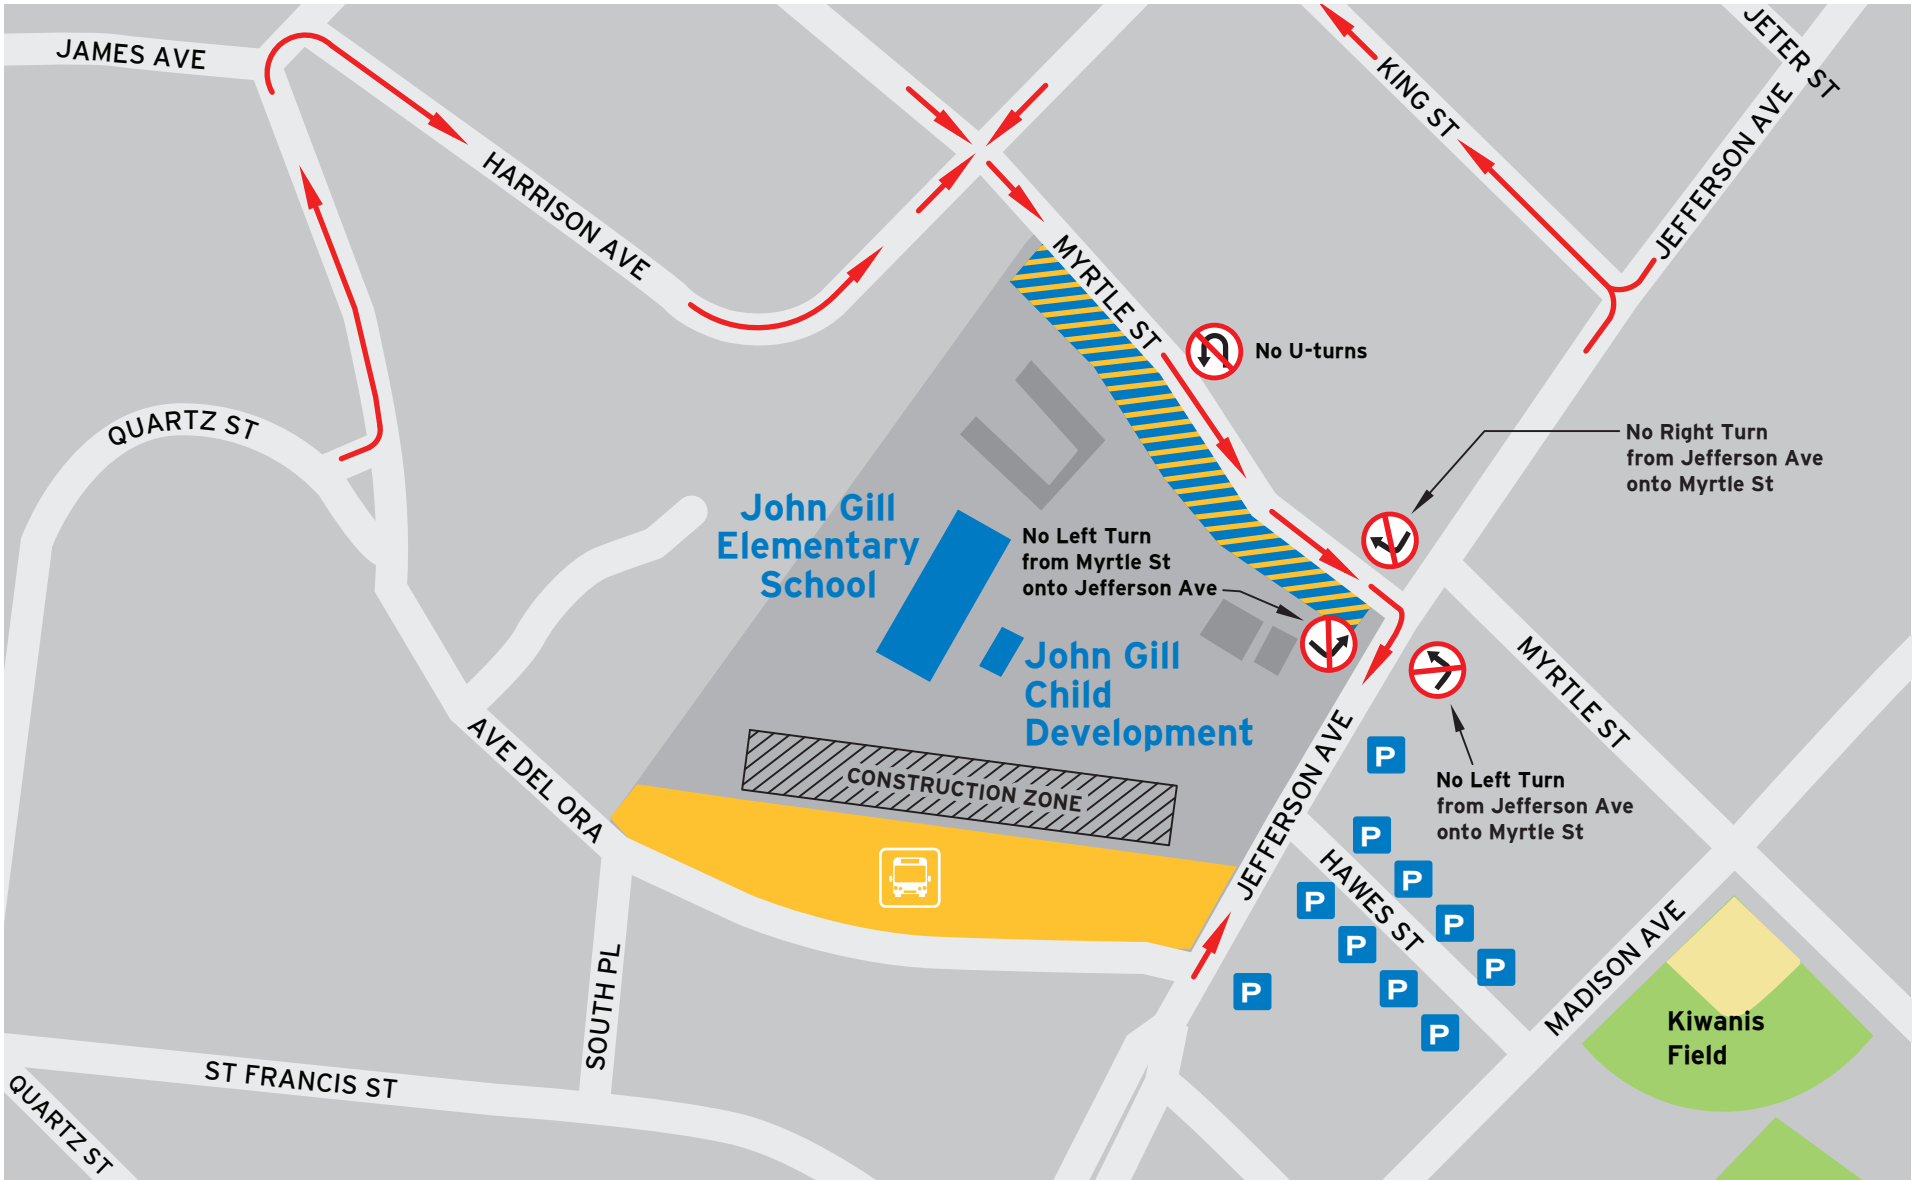 JAMES AVE
JETER ST
KING ST
JEFFERSON AVE
HARRISON AVE
MYRTLE ST
No U-turns
QUARTZ ST
No Right Turn
from Jefferson Ave
onto Myrtle St
John Gill
Elementary
School
No Left Turn
from Myrtle St
onto Jefferson Ave
John Gill
Child
Development
MYRTLE ST
AVE DEL ORA
CONSTRUCTION ZONE
JEFFERSON AVE
P
No Left Turn
from Jefferson Ave
onto Myrtle St
P
P
P
P
P
P
P
P
P
HAWES ST
MADISON AVE
SOUTH PL
Kiwanis
Field
ST FRANCIS ST
QUARTZ ST